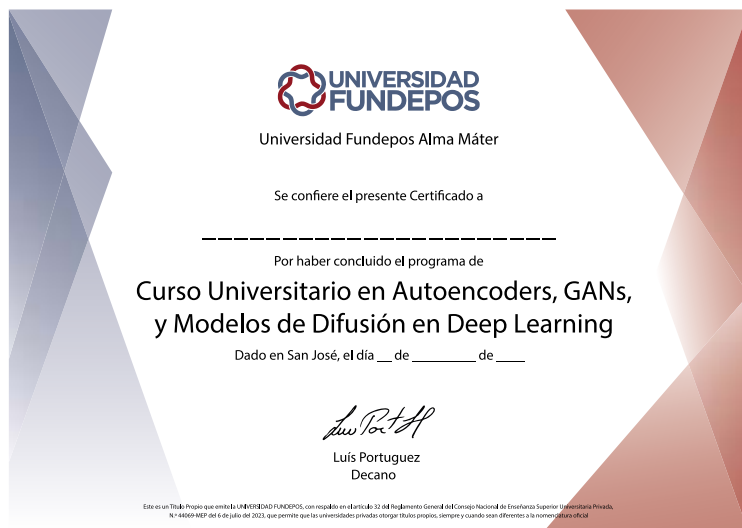 UNIVERSIDAD
FUNDEPOS
Universidad Fundepos Alma Máter
Se confiere el presente Certificado a
______________________
Por haber concluido el programa de
Curso Universitario en Autoencoders, GANs,
y Modelos de Difusión en Deep Learning
Dado en San José, el día __ de _________ de ____
Luís Portuguez
Decano
Este es un Título Propio que emite la UNIVERSIDAD FUNDEPOS, con respaldo en el artículo 32 del Reglamento General del Consejo Nacional de Enseñanza Superior Universitaria Privada,
N.º 44069-MEP del 6 de julio del 2023, que permite que las universidades privadas otorgar títulos propios, siempre y cuando sean diferentes a la nomenclatura oficial